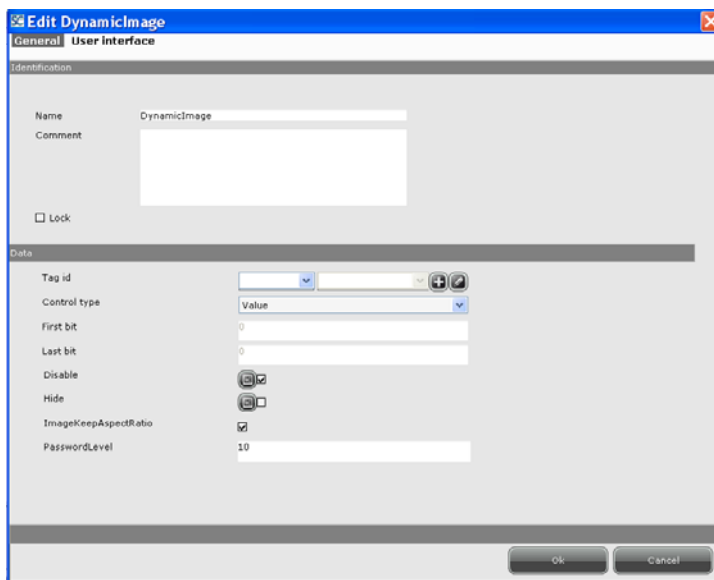 Edit DynamicImage
General User interface
Identification
Name DynamicImage
Comment
Lock
Data
Tag id
Control type Value
First bit 0
Last bit 0
Disable
Hide
ImageKeepAspectRatio
PasswordLevel 10
Ok Cancel